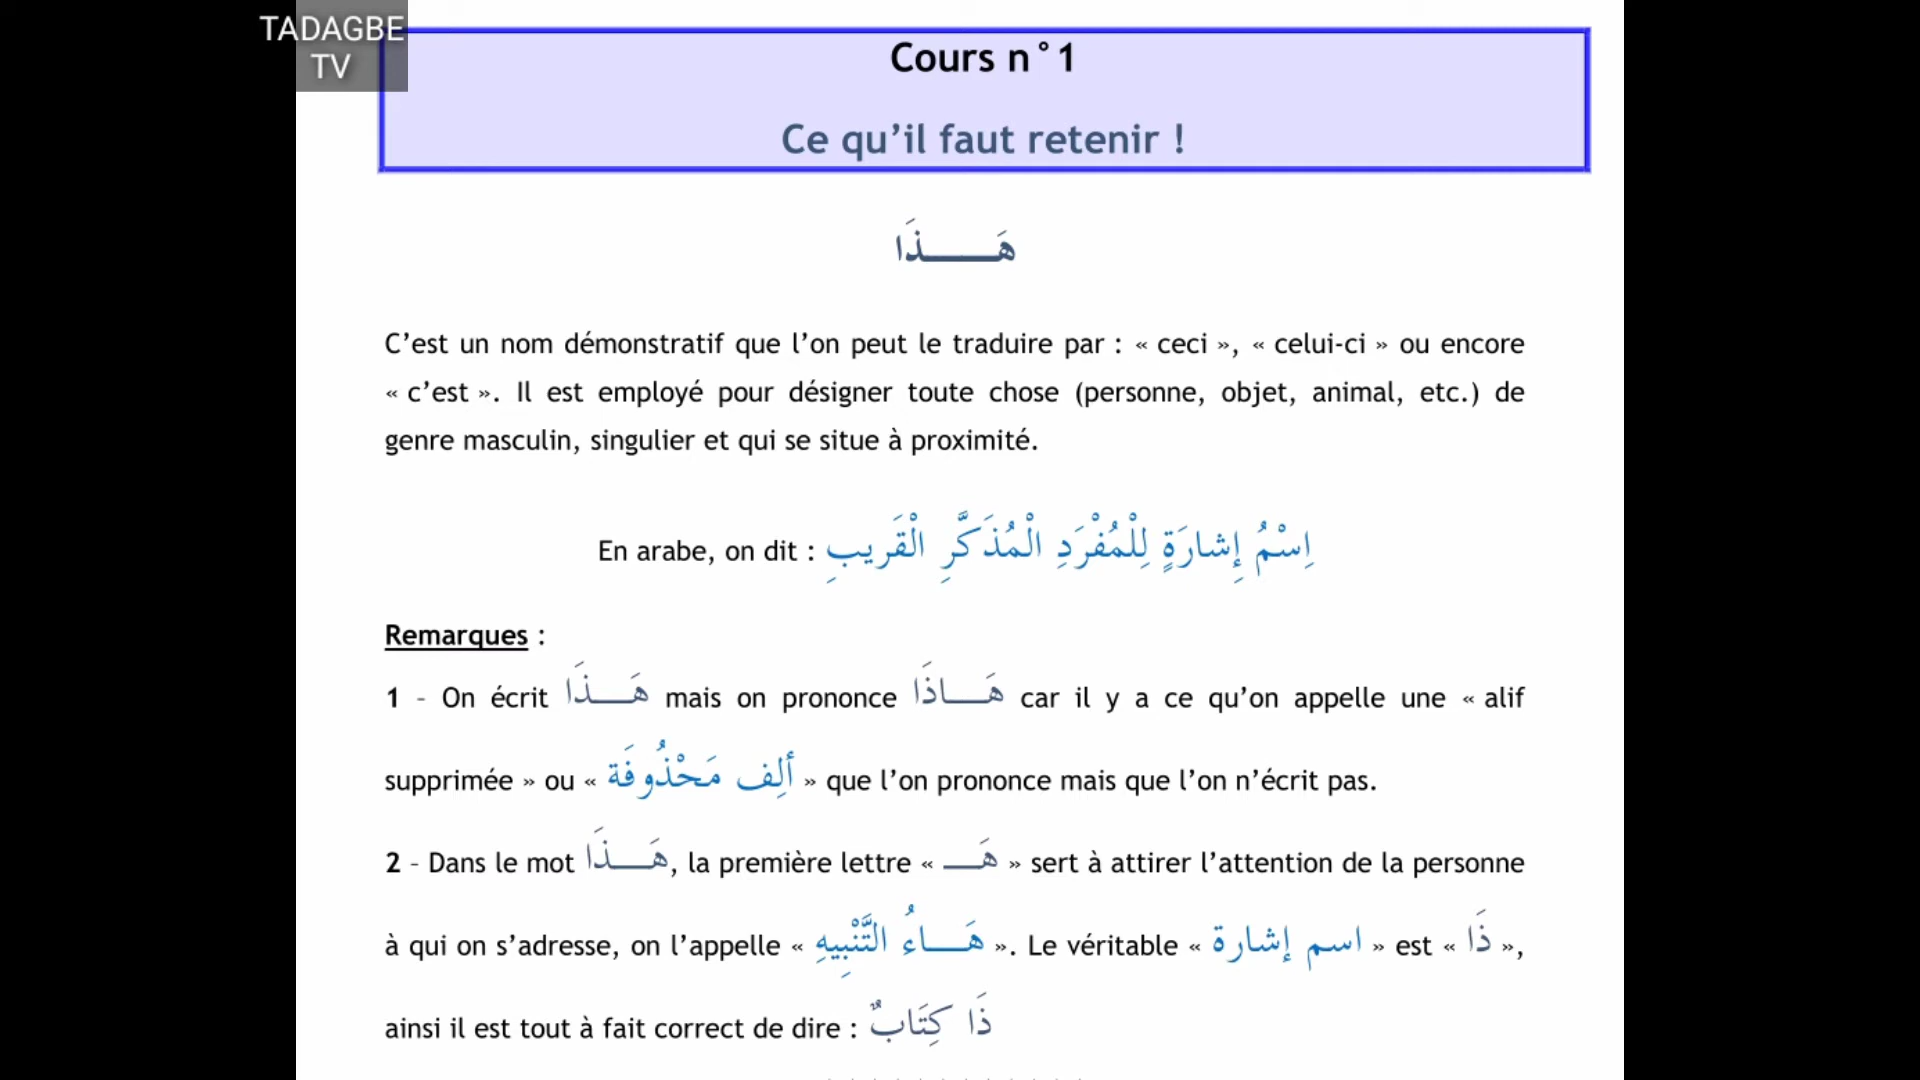 TADAGBE
TV
Cours n°1
Ce qu’il faut retenir !
هَـــــذَا
C’est un nom démonstratif que l’on peut le traduire par : « ceci », « celui-ci » ou encore
« c’est ». Il est employé pour désigner toute chose (personne, objet, animal, etc.) de
genre masculin, singulier et qui se situe à proximité.
En arabe, on dit : اِسْمُ إِشارَةٍ لِلْمُفْرَدِ الْمُذَكَّرِ الْقَريبِ
Remarques :
1 – On écrit هَـــذَا mais on prononce هَـــاذَا car il y a ce qu’on appelle une « alif
supprimée » ou « ألِف مَحْذُوفَة » que l’on prononce mais que l’on n’écrit pas.
2 – Dans le mot هَـــذَا, la première lettre « هَــ » sert à attirer l’attention de la personne
à qui on s’adresse, on l’appelle « هَـــاءُ التَّنْبِيهِ ». Le véritable « اسم إشارة » est « ذَا »,
ainsi il est tout à fait correct de dire : ذَا كِتَابٌ